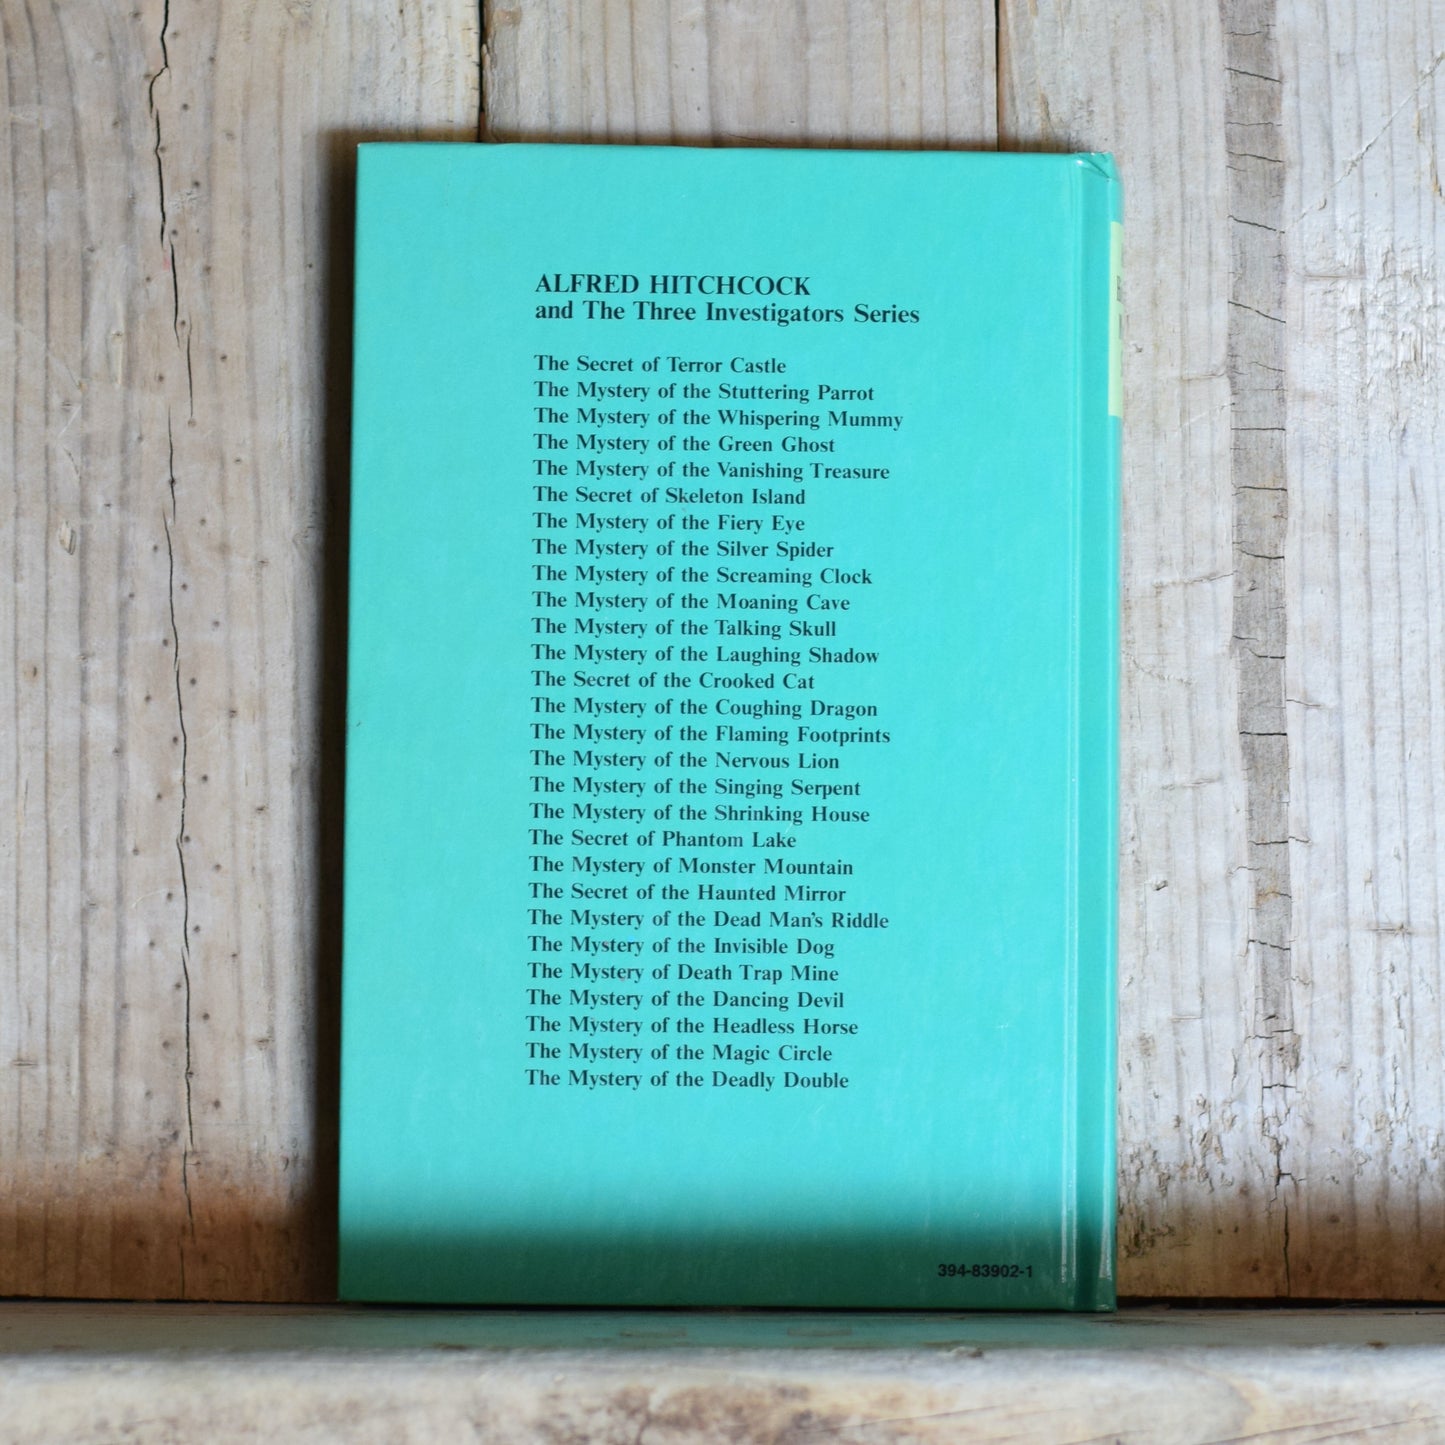 ALFRED HITCHCOCK
and The Three Investigators Series
The Secret of Terror Castle
The Mystery of the Stuttering Parrot
The Mystery of the Whispering Mummy
The Mystery of the Green Ghost
The Mystery of the Vanishing Treasure
The Secret of Skeleton Island
The Mystery of the Fiery Eye
The Mystery of the Silver Spider
The Mystery of the Screaming Clock
The Mystery of the Moaning Cave
The Mystery of the Talking Skull
The Mystery of the Laughing Shadow
The Secret of the Crooked Cat
The Mystery of the Coughing Dragon
The Mystery of the Flaming Footprints
The Mystery of the Nervous Lion
The Mystery of the Singing Serpent
The Mystery of the Shrinking House
The Secret of Phantom Lake
The Mystery of Monster Mountain
The Secret of the Haunted Mirror
The Mystery of the Dead Man's Riddle
The Mystery of the Invisible Dog
The Mystery of Death Trap Mine
The Mystery of the Dancing Devil
The Mystery of the Headless Horse
The Mystery of the Magic Circle
The Mystery of the Deadly Double
394-83902-1